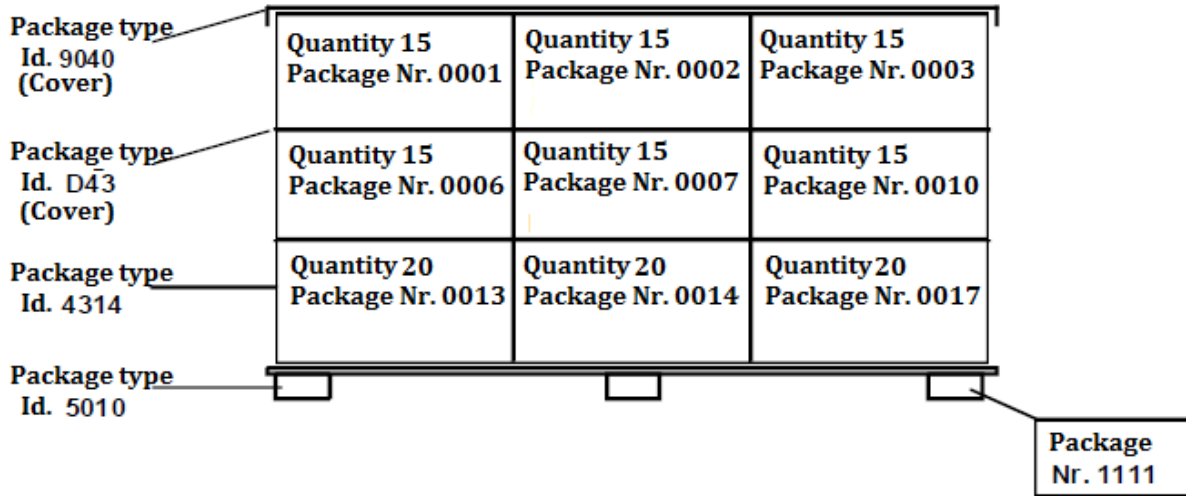 Package type
Id. 9040
(Cover)
Quantity 15
Package Nr. 0001
Quantity 15
Package Nr. 0002
Quantity 15
Package Nr. 0003
Package type
Id. D43
(Cover)
Quantity 15
Package Nr. 0006
Quantity 15
Package Nr. 0007
Quantity 15
Package Nr. 0010
Package type
Id. 4314
Quantity 20
Package Nr. 0013
Quantity 20
Package Nr. 0014
Quantity 20
Package Nr. 0017
Package type
Id. 5010
Package
Nr. 1111